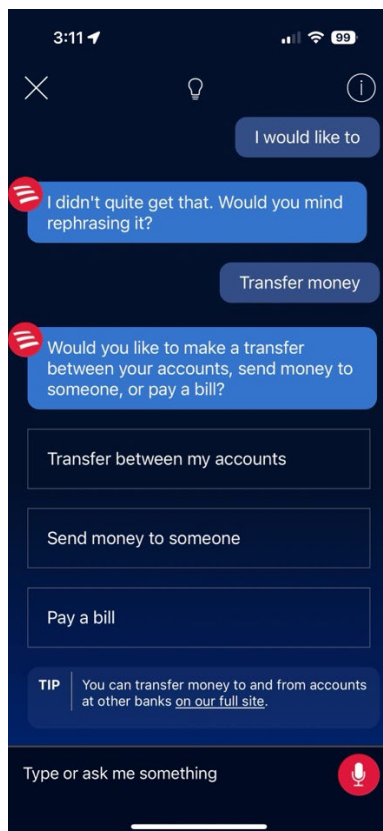 3:11
99
I would like to
I didn't quite get that. Would you mind
rephrasing it?
Transfer money
Would you like to make a transfer
between your accounts, send money to
someone, or pay a bill?
Transfer between my accounts
Send money to someone
Pay a bill
TIP
You can transfer money to and from accounts
at other banks on our full site.
Type or ask me something